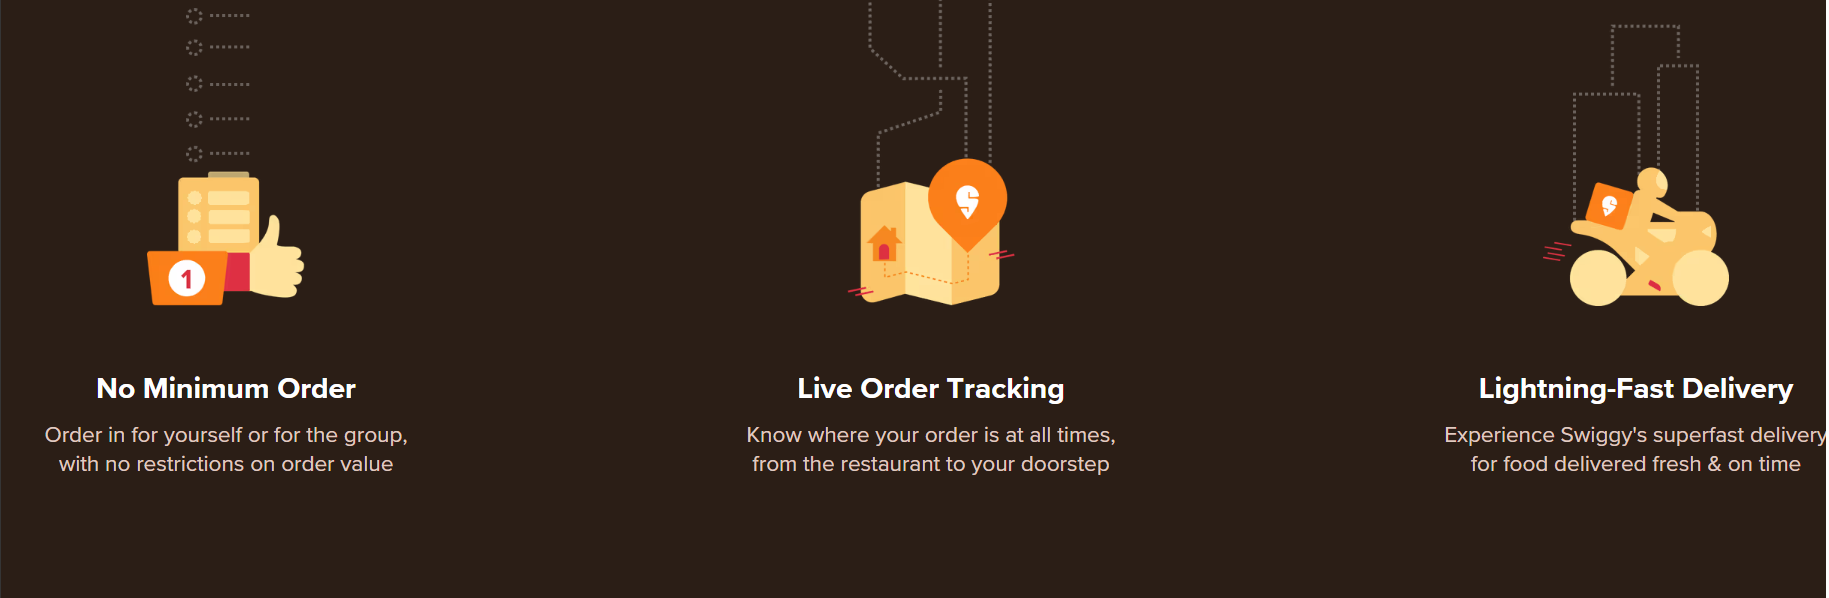 1
No Minimum Order
Order in for yourself or for the group,
with no restrictions on order value
Live Order Tracking
Know where your order is at all times,
from the restaurant to your doorstep
Lightning-Fast Delivery
Experience Swiggy's superfast delivery
for food delivered fresh & on time